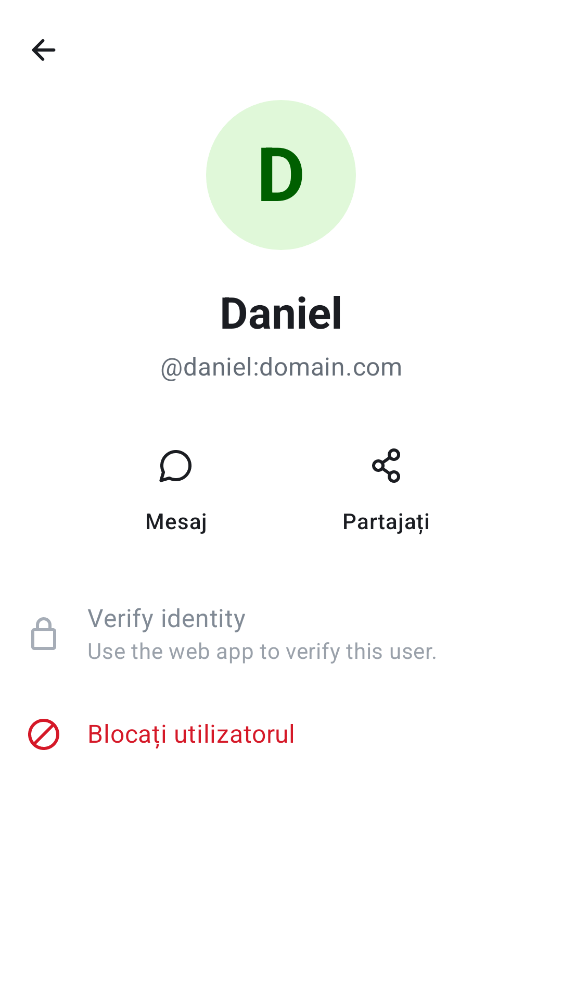 D
Daniel
@daniel:domain.com
Mesaj
Partajați
Verify identity
Use the web app to verify this user.
Blocați utilizatorul